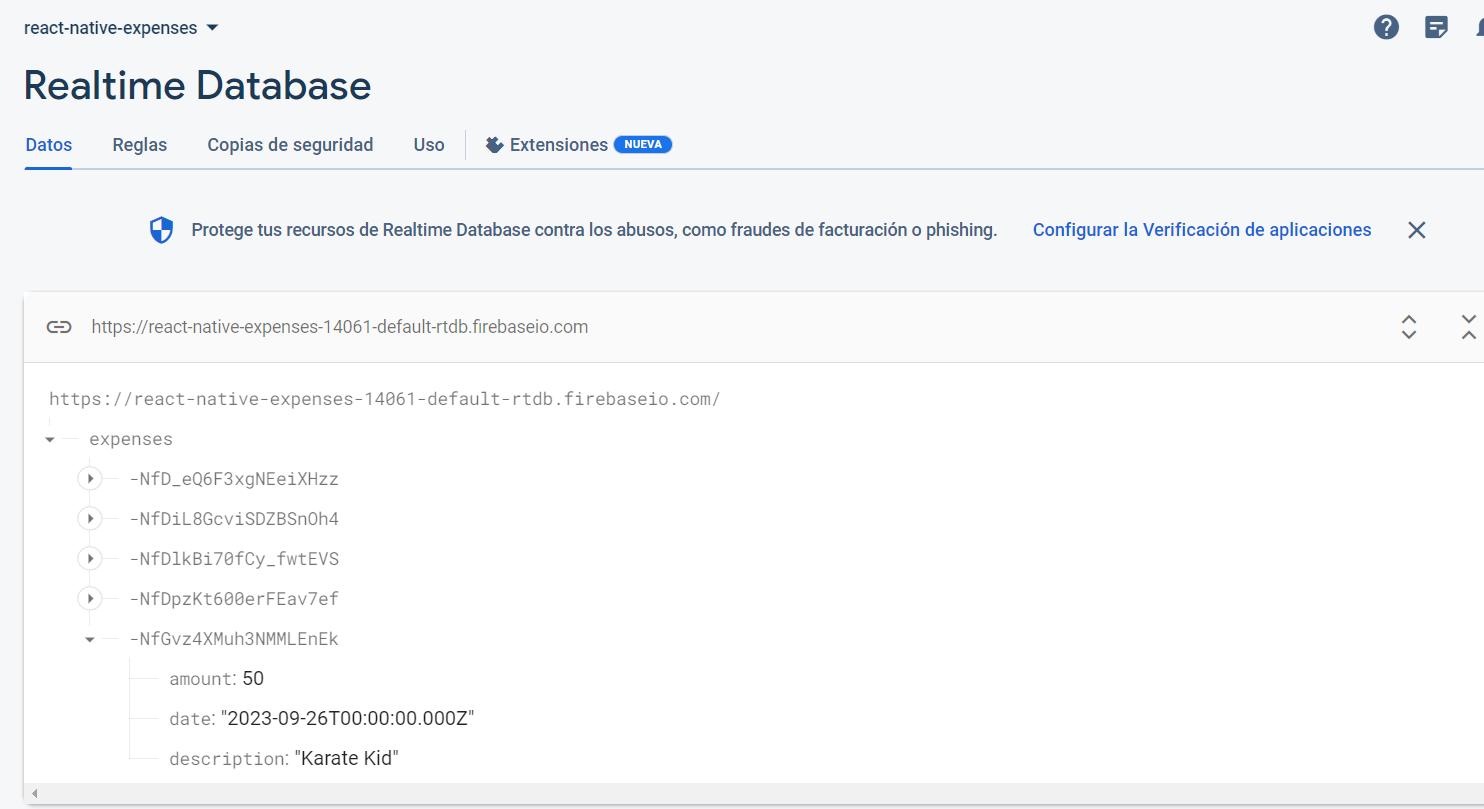 react-native-expenses
Realtime Database
Datos Reglas Copias de seguridad Uso Extensiones NUEVA
Protege tus recursos de Realtime Database contra los abusos, como fraudes de facturación o phishing. Configurar la Verificación de aplicaciones
https://react-native-expenses-14061-default-rtdb.firebaseio.com
https://react-native-expenses-14061-default-rtdb.firebaseio.com/
expenses
-NfD_eQ6F3xgNEeiXHzz
-NfDiL8GcviSDZBSnOh4
-NfDlkBi70fCy_fwtEVS
-NfDpzKt600erFEav7ef
-NfGvz4XMuh3NMMLEnEk
amount: 50
date: "2023-09-26T00:00:00.000Z"
description: "Karate Kid"